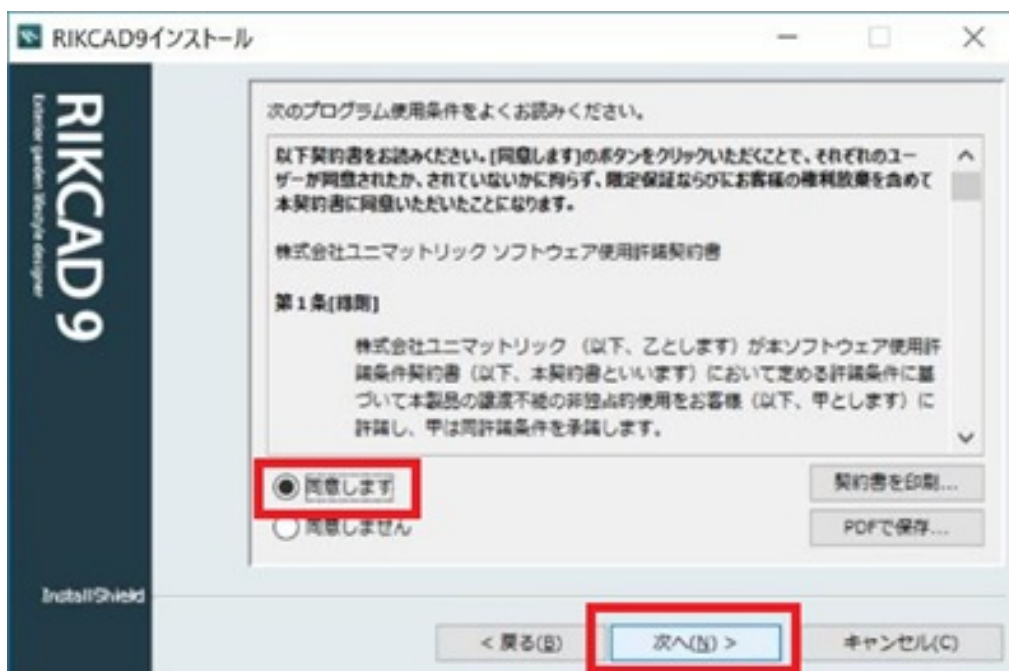 RIKCAD9インストール
RIKCAD 9
Exterior garden lifestyle designer
次のプログラム使用条件をよくお読みください。
以下契約書をお読みください。[同意します]のボタンをクリックいただくことで、それぞれのユー
ザーが同意されたか、されていないかに拘らず、限定保証ならびにお客様の権利放棄を含めて
本契約書に同意いただいたことになります。
株式会社ユニマットリック ソフトウェア使用許諾契約書
第1条[総則]
株式会社ユニマットリック （以下、乙とします）が本ソフトウェア使用許
諾条件契約書（以下、本契約書といいます）において定める許諾条件に基
づいて本製品の譲渡不能の非独占的使用をお客様（以下、甲とします）に
許諾し、甲は同許諾条件を承諾します。
同意します
契約書を印刷...
同意しません
PDFで保存...
InstallShield
< 戻る(B)
次へ(N) >
キャンセル(C)